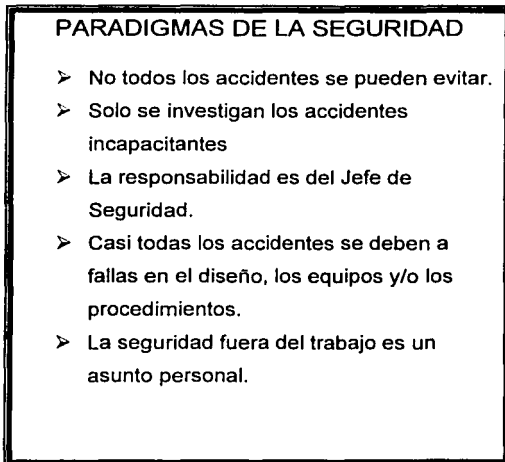 PARADIGMAS DE LA SEGURIDAD
➢ No todos los accidentes se pueden evitar.
➢ Solo se investigan los accidentes
incapacitantes
➢ La responsabilidad es del Jefe de
Seguridad.
➢ Casi todas los accidentes se deben a
fallas en el diseño, los equipos y/o los
procedimientos.
➢ La seguridad fuera del trabajo es un
asunto personal.